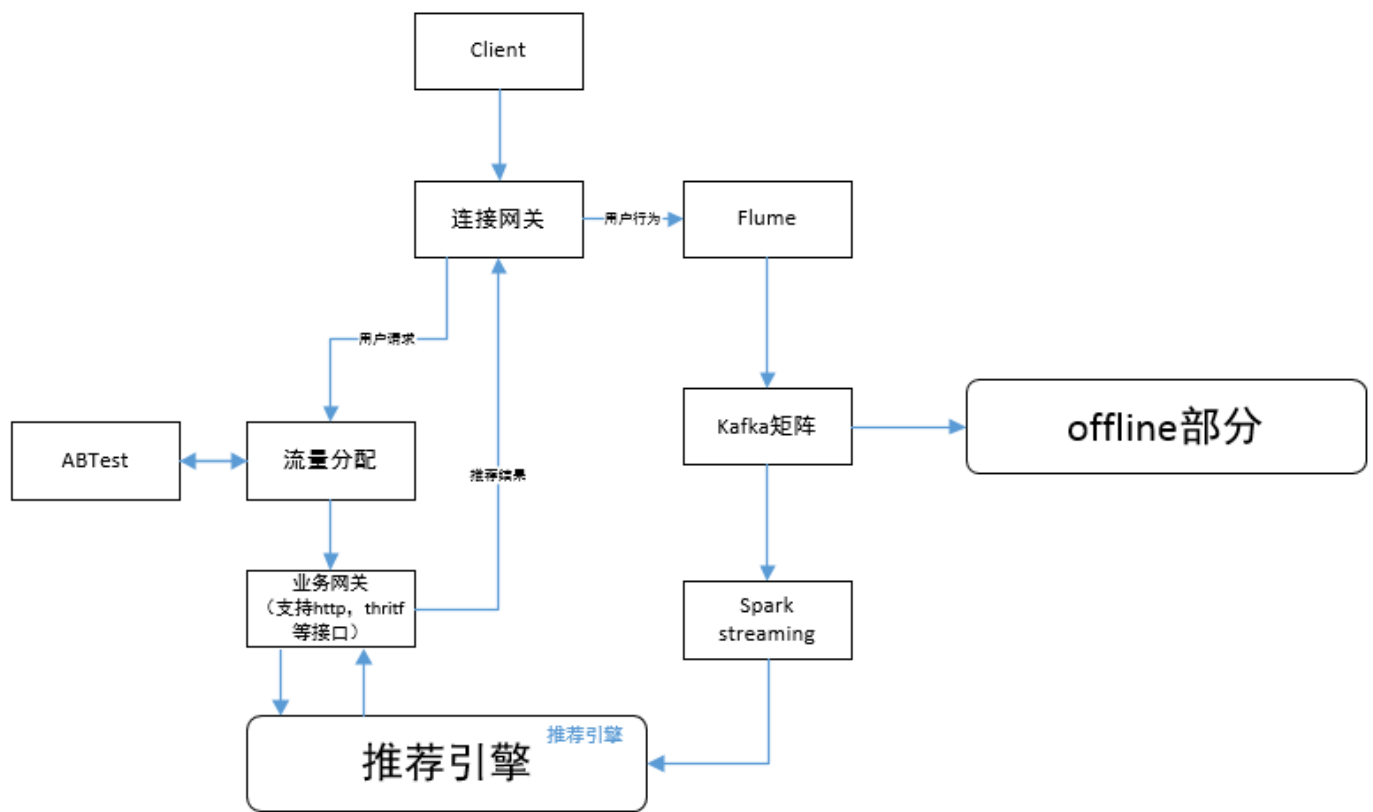 Client
连接网关
用户行为
Flume
用户请求
Kafka矩阵
offline部分
ABTest
流量分配
推荐结果
业务网关
（支持http，thritf
等接口）
Spark
streaming
推荐引擎
推荐引擎